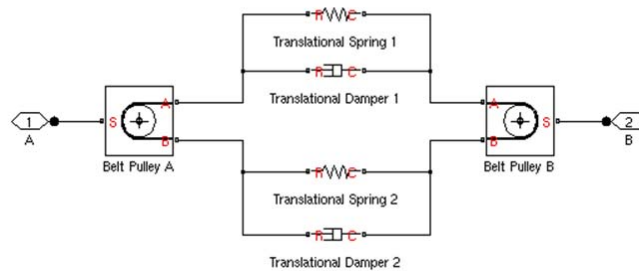 R C
Translational Spring 1
R C
Translational Damper 1
1
A
S A
B
Belt Pulley A
A S
B
Belt Pulley B
2
B
R C
Translational Spring 2
R C
Translational Damper 2